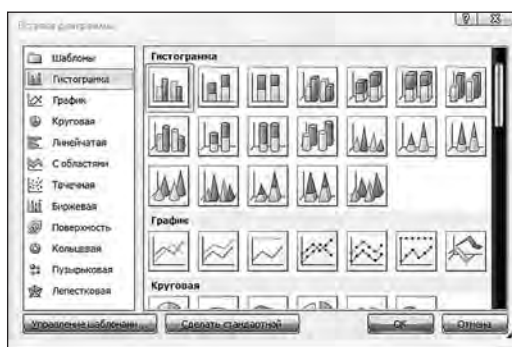 Вставка диаграммы
Шаблоны
Гистограмма
График
Круговая
Линейчатая
С областями
Точечная
Биржевая
Поверхность
Кольцевая
Пузырьковая
Лепестковая
Гистограмма
График
Круговая
Управление шаблонами...
Сделать стандартной
ОК
Отмена